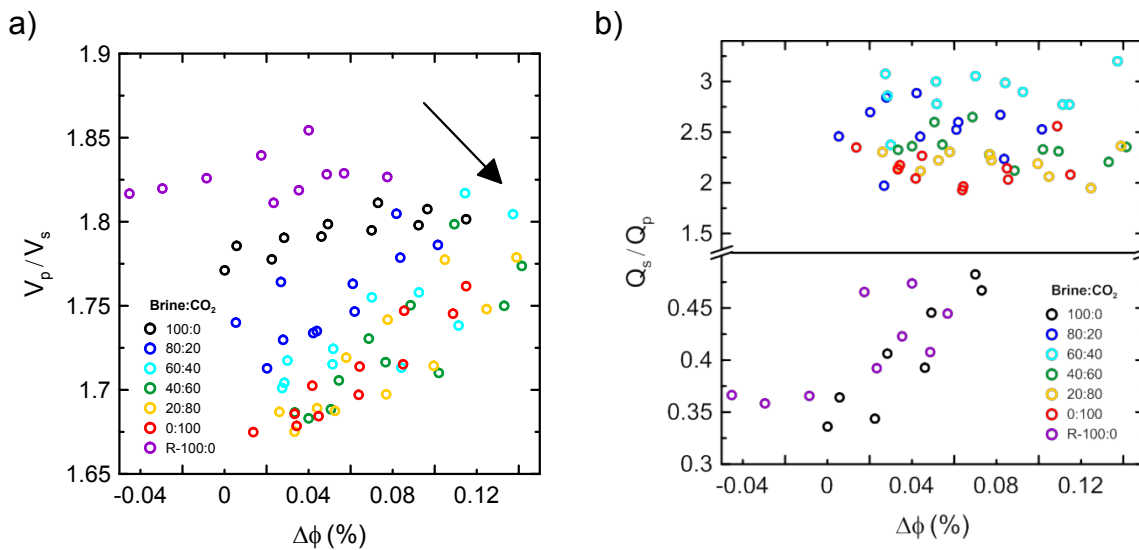 a)
1.9
1.85
1.8
1.75
1.7
1.65
Vp / Vs
Brine:CO2
100:0
80:20
60:40
40:60
20:80
0:100
R-100:0
-0.04 0 0.04 0.08 0.12
Δϕ (%)
b)
3
2.5
2
1.5
0.45
0.4
0.35
0.3
Qs / Qp
Brine:CO2
100:0
80:20
60:40
40:60
20:80
0:100
R-100:0
-0.04 0 0.04 0.08 0.12
Δϕ (%)